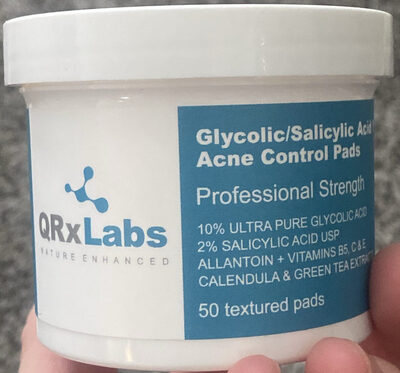 QRxLabs
NATURE ENHANCED
Glycolic/Salicylic Acid
Acne Control Pads
Professional Strength
10% ULTRA PURE GLYCOLIC ACID
2% SALICYLIC ACID USP
ALLANTOIN + VITAMINS B5, C & E
CALENDULA & GREEN TEA EXTRACTS
50 textured pads